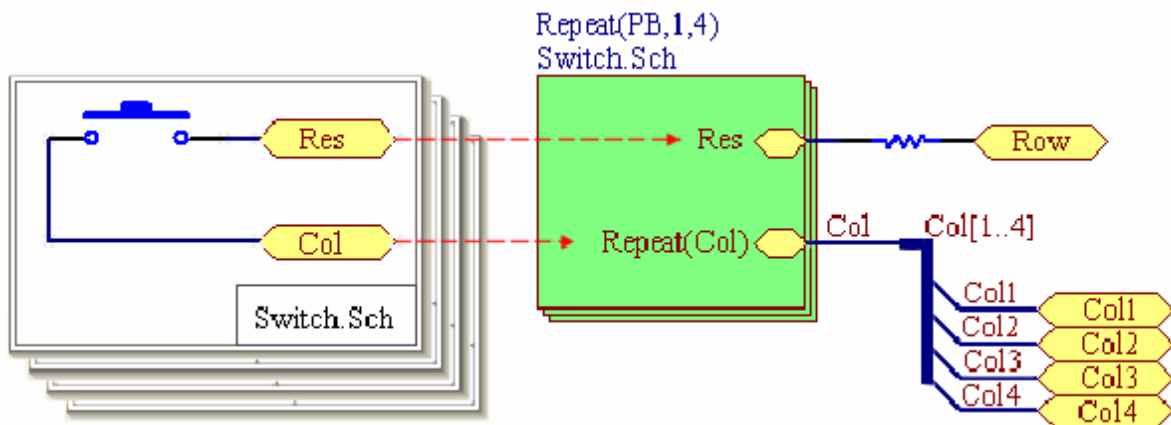 Repeat(PB,1,4)
Switch.Sch
Res
Res
Row
Col
Repeat(Col)
Col
Col[1..4]
Switch.Sch
Col1
Col1
Col2
Col2
Col3
Col3
Col4
Col4